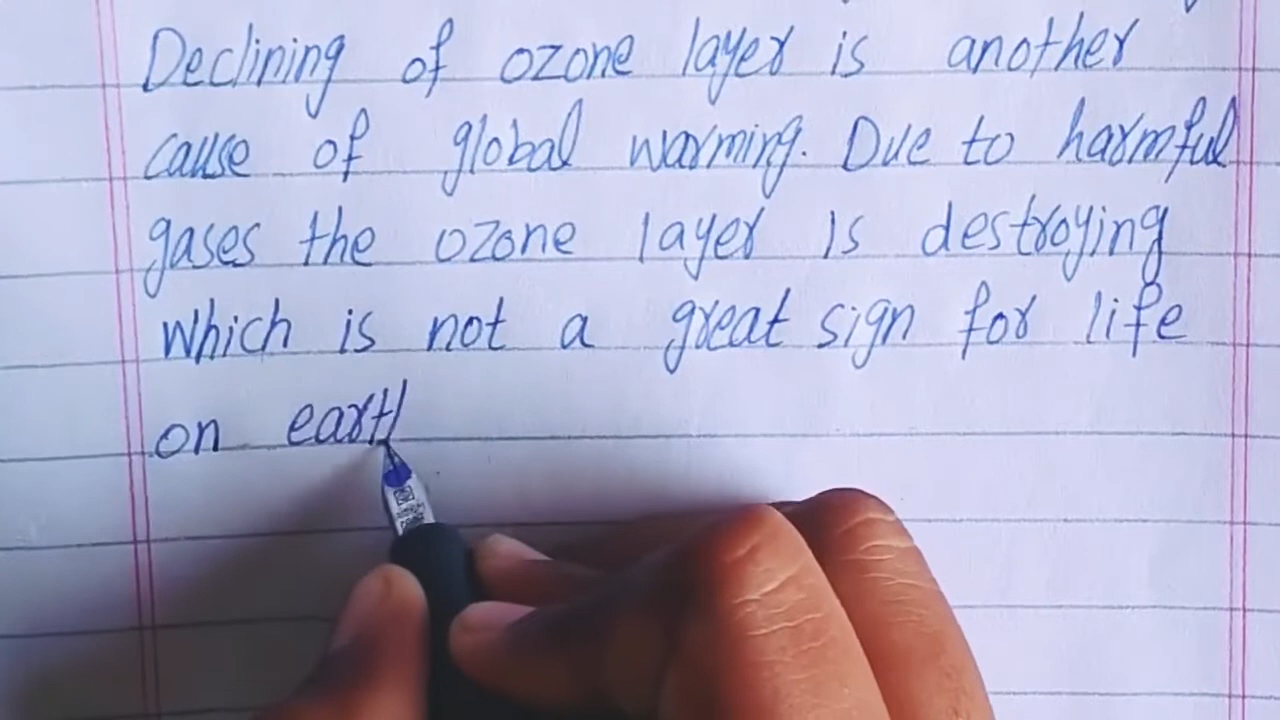 Declining of ozone layer is another
cause of global warming. Due to harmful
gases the ozone layer is destroying
which is not a great sign for life
on earth